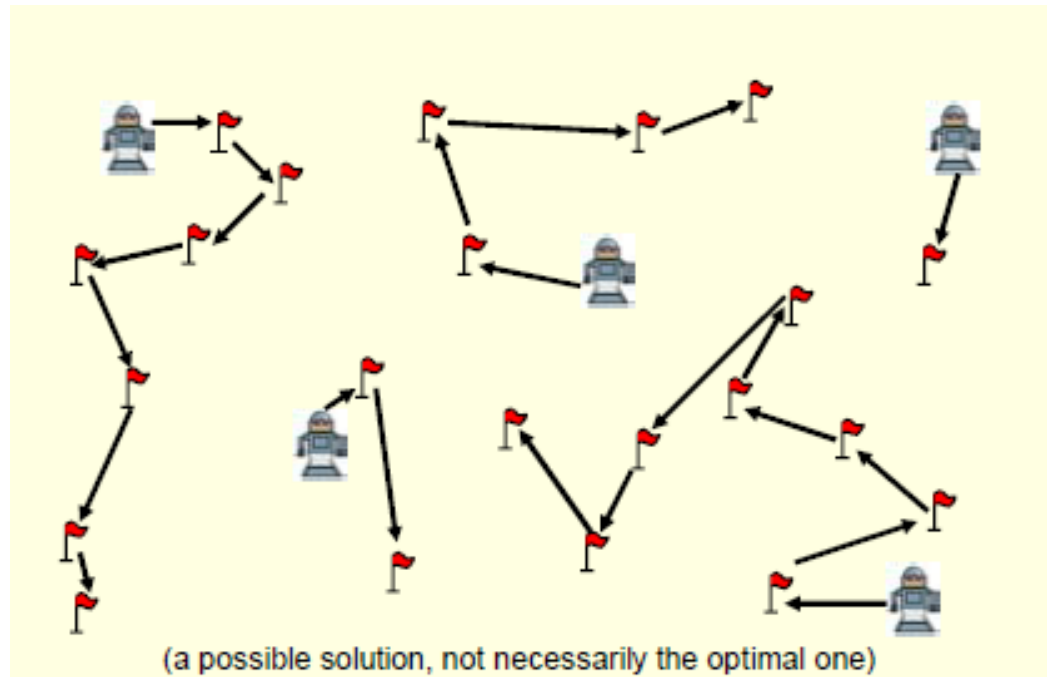 (a possible solution, not necessarily the optimal one)